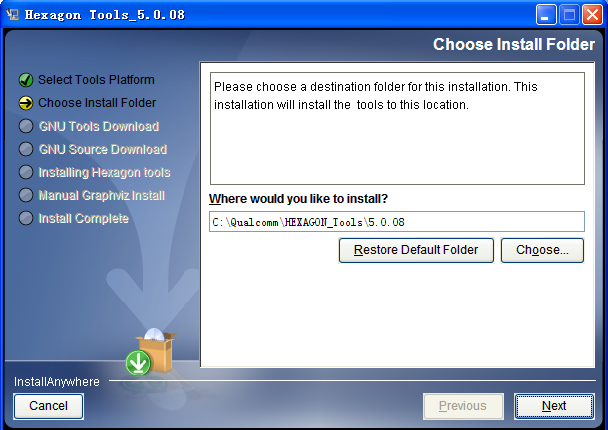 Hexagon Tools_5.0.08
Choose Install Folder
Select Tools Platform
Choose Install Folder
GNU Tools Download
GNU Source Download
Installing Hexagon tools
Manual Graphviz Install
Install Complete
Please choose a destination folder for this installation. This
installation will install the tools to this location.
Where would you like to install?
C:\Qualcomm\HEXAGON_Tools\5.0.08
Restore Default Folder
Choose...
InstallAnywhere
Cancel
Previous
Next